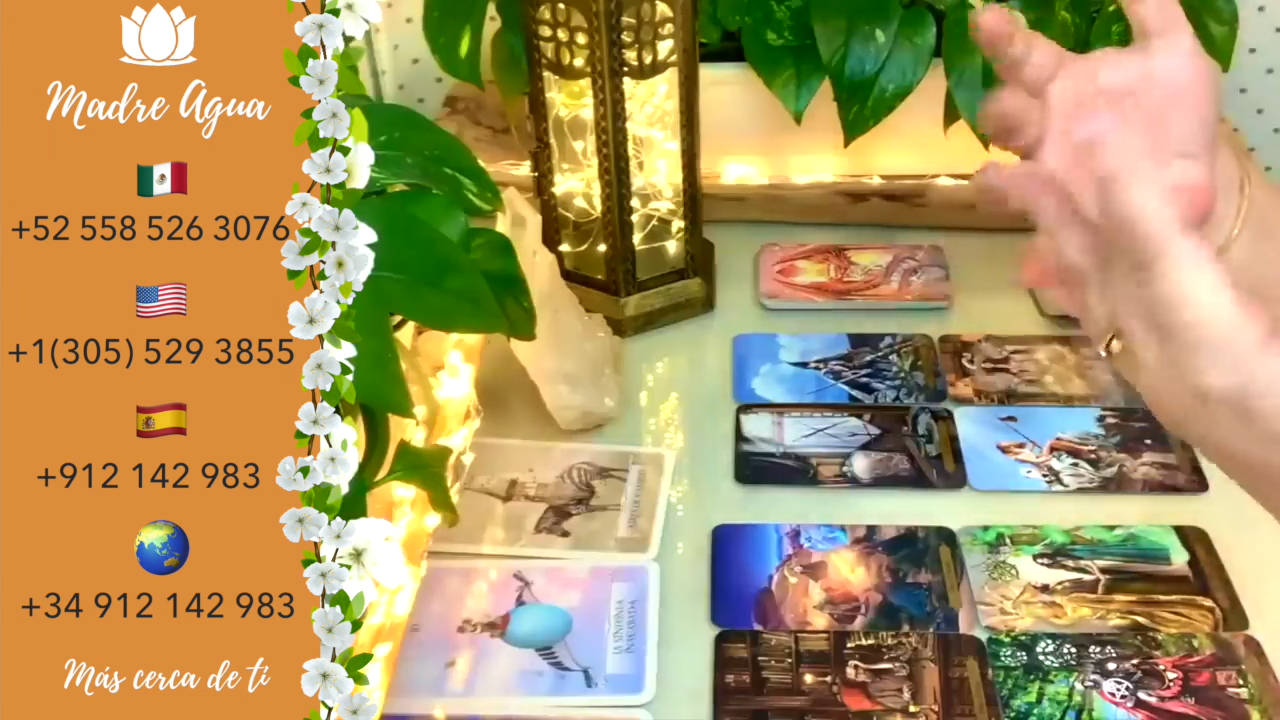 Madre Agua
+52 558 526 3076
+1(305) 529 3855
+912 142 983
+34 912 142 983
Más cerca de ti
LA SINFONÍA
INACABADA